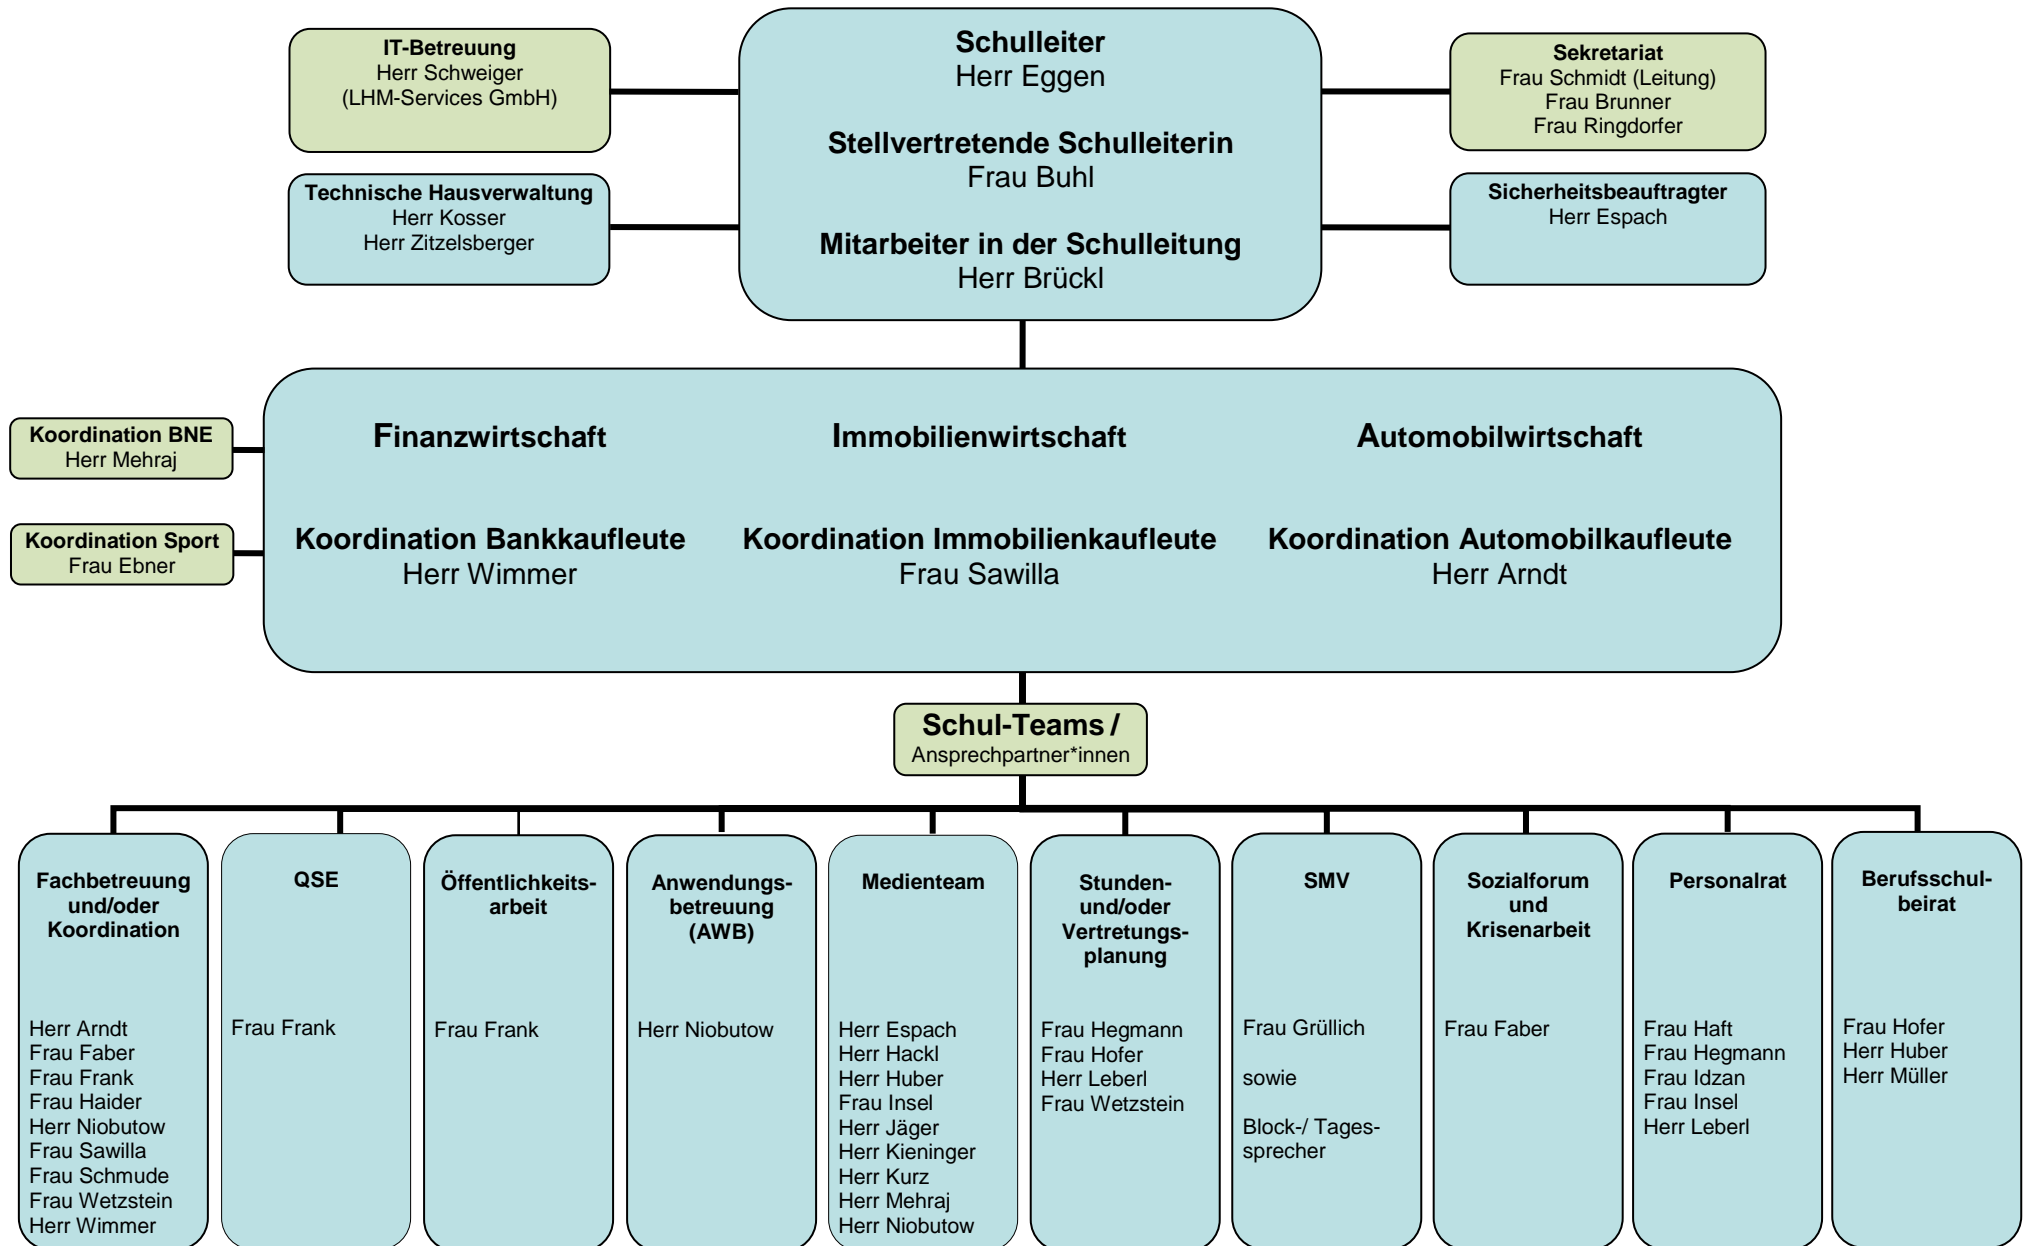 IT-Betreuung
Herr Schweiger
(LHM-Services GmbH)
Schulleiter
Herr Eggen
Stellvertretende Schulleiterin
Frau Buhl
Mitarbeiter in der Schulleitung
Herr Brückl
Sekretariat
Frau Schmidt (Leitung)
Frau Brunner
Frau Ringdorfer
Technische Hausverwaltung
Herr Kosser
Herr Zitzelsberger
Sicherheitsbeauftragter
Herr Espach
Koordination BNE
Herr Mehraj
Koordination Sport
Frau Ebner
Finanzwirtschaft
Koordination Bankkaufleute
Herr Wimmer
Immobilienwirtschaft
Koordination Immobilienkaufleute
Frau Sawilla
Automobilwirtschaft
Koordination Automobilkaufleute
Herr Arndt
Schul-Teams /
Ansprechpartner*innen
Fachbetreuung
und/oder
Koordination
Herr Arndt
Frau Faber
Frau Frank
Frau Haider
Herr Niobutow
Frau Sawilla
Frau Schmude
Frau Wetzstein
Herr Wimmer
QSE
Frau Frank
Öffentlichkeits-
arbeit
Frau Frank
Anwendungs-
betreuung
(AWB)
Herr Niobutow
Medienteam
Herr Espach
Herr Hackl
Herr Huber
Frau Insel
Herr Jäger
Herr Kieninger
Herr Kurz
Herr Mehraj
Herr Niobutow
Stunden-
und/oder
Vertretungs-
planung
Frau Hegmann
Frau Hofer
Herr Leberl
Frau Wetzstein
SMV
Frau Grüllich
sowie
Block-/ Tages-
sprecher
Sozialforum
und
Krisenarbeit
Frau Faber
Personalrat
Frau Haft
Frau Hegmann
Frau Idzan
Frau Insel
Herr Leberl
Berufsschul-
beirat
Frau Hofer
Herr Huber
Herr Müller